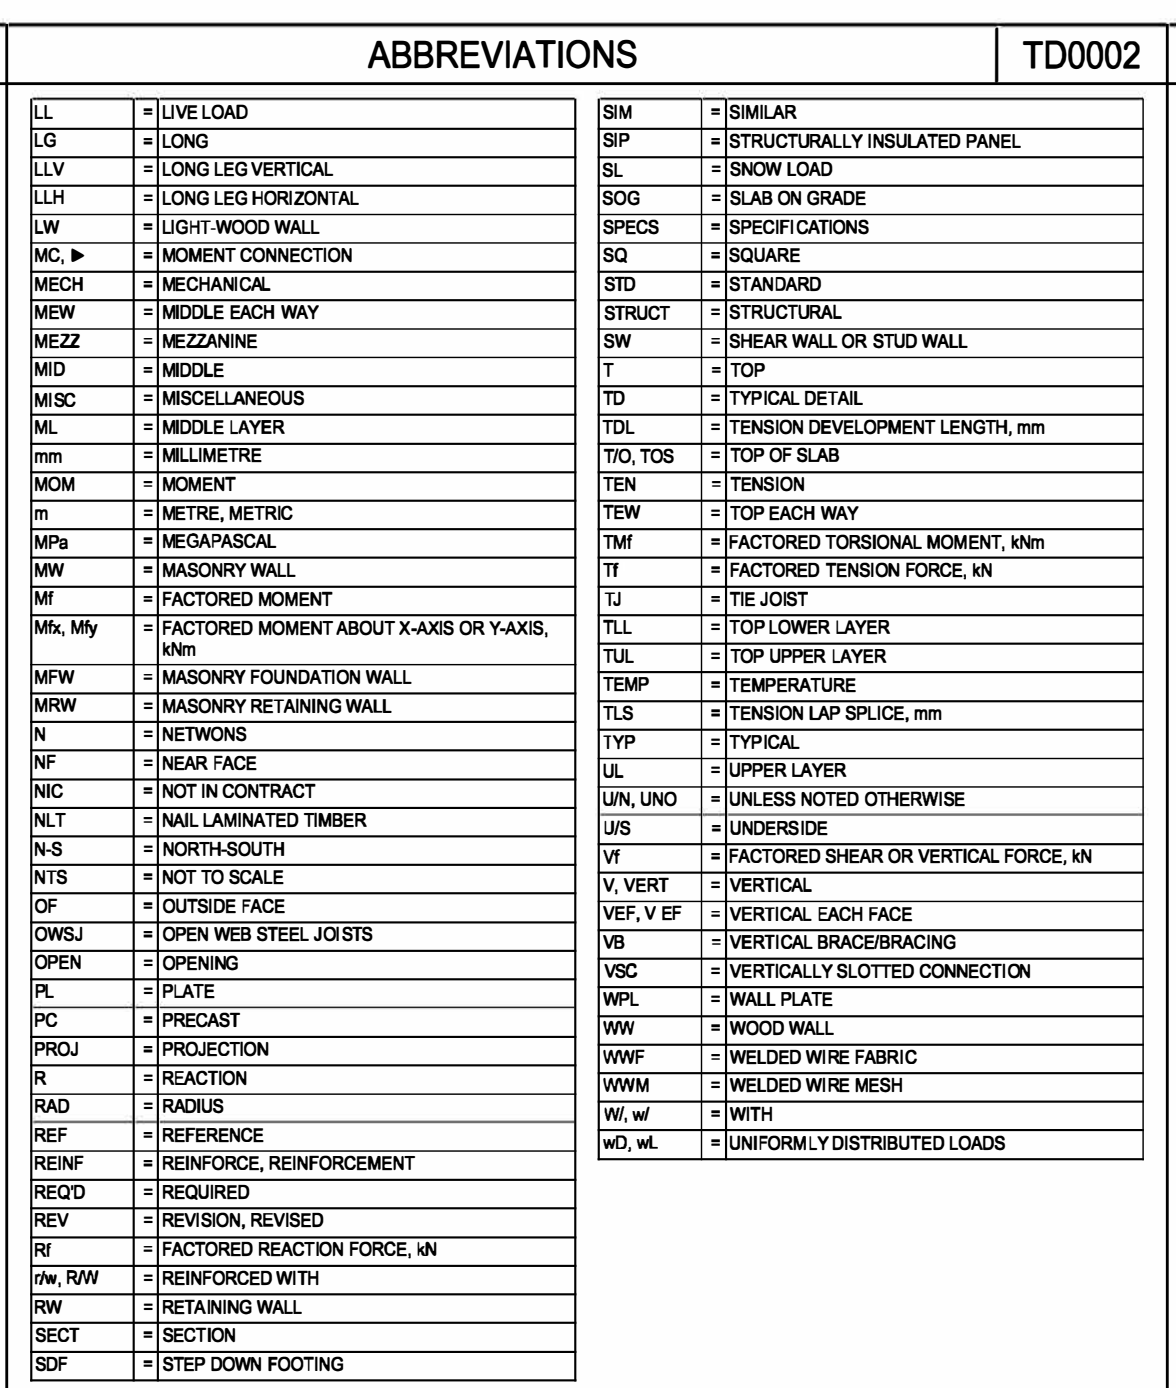 ABBREVIATIONS TD0002
LL = LIVE LOAD
LG = LONG
LLV = LONG LEG VERTICAL
LLH = LONG LEG HORIZONTAL
LW = LIGHT-WOOD WALL
MC, ► = MOMENT CONNECTION
MECH = MECHANICAL
MEW = MIDDLE EACH WAY
MEZZ = MEZZANINE
MID = MIDDLE
MISC = MISCELLANEOUS
ML = MIDDLE LAYER
mm = MILLIMETRE
MOM = MOMENT
m = METRE, METRIC
MPa = MEGAPASCAL
MW = MASONRY WALL
Mf = FACTORED MOMENT
Mfx, Mfy = FACTORED MOMENT ABOUT X-AXIS OR Y-AXIS,
kNm
MFW = MASONRY FOUNDATION WALL
MRW = MASONRY RETAINING WALL
N = NETWONS
NF = NEAR FACE
NIC = NOT IN CONTRACT
NLT = NAIL LAMINATED TIMBER
N-S = NORTH-SOUTH
NTS = NOT TO SCALE
OF = OUTSIDE FACE
OWSJ = OPEN WEB STEEL JOISTS
OPEN = OPENING
PL = PLATE
PC = PRECAST
PROJ = PROJECTION
R = REACTION
RAD = RADIUS
REF = REFERENCE
REINF = REINFORCE, REINFORCEMENT
REQ'D = REQUIRED
REV = REVISION, REVISED
Rf = FACTORED REACTION FORCE, kN
r/w, R/W = REINFORCED WITH
RW = RETAINING WALL
SECT = SECTION
SDF = STEP DOWN FOOTING
SIM = SIMILAR
SIP = STRUCTURALLY INSULATED PANEL
SL = SNOW LOAD
SOG = SLAB ON GRADE
SPECS = SPECIFICATIONS
SQ = SQUARE
STD = STANDARD
STRUCT = STRUCTURAL
SW = SHEAR WALL OR STUD WALL
T = TOP
TD = TYPICAL DETAIL
TDL = TENSION DEVELOPMENT LENGTH, mm
T/O, TOS = TOP OF SLAB
TEN = TENSION
TEW = TOP EACH WAY
TMf = FACTORED TORSIONAL MOMENT, kNm
Tf = FACTORED TENSION FORCE, kN
TJ = TIE JOIST
TLL = TOP LOWER LAYER
TUL = TOP UPPER LAYER
TEMP = TEMPERATURE
TLS = TENSION LAP SPLICE, mm
TYP = TYPICAL
UL = UPPER LAYER
U/N, UNO = UNLESS NOTED OTHERWISE
U/S = UNDERSIDE
Vf = FACTORED SHEAR OR VERTICAL FORCE, kN
V, VERT = VERTICAL
VEF, V EF = VERTICAL EACH FACE
VB = VERTICAL BRACE/BRACING
VSC = VERTICALLY SLOTTED CONNECTION
WPL = WALL PLATE
WW = WOOD WALL
WWF = WELDED WIRE FABRIC
WWM = WELDED WIRE MESH
W/, w/ = WITH
wD, wL = UNIFORMLY DISTRIBUTED LOADS